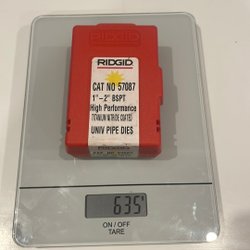 RIDGID
RIDGID
CAT NO 57087
1"-2" BSPT
High Performance
TITANIUM NITRIDE COATED
UNIV PIPE DIES
635
ON / OFF
TARE